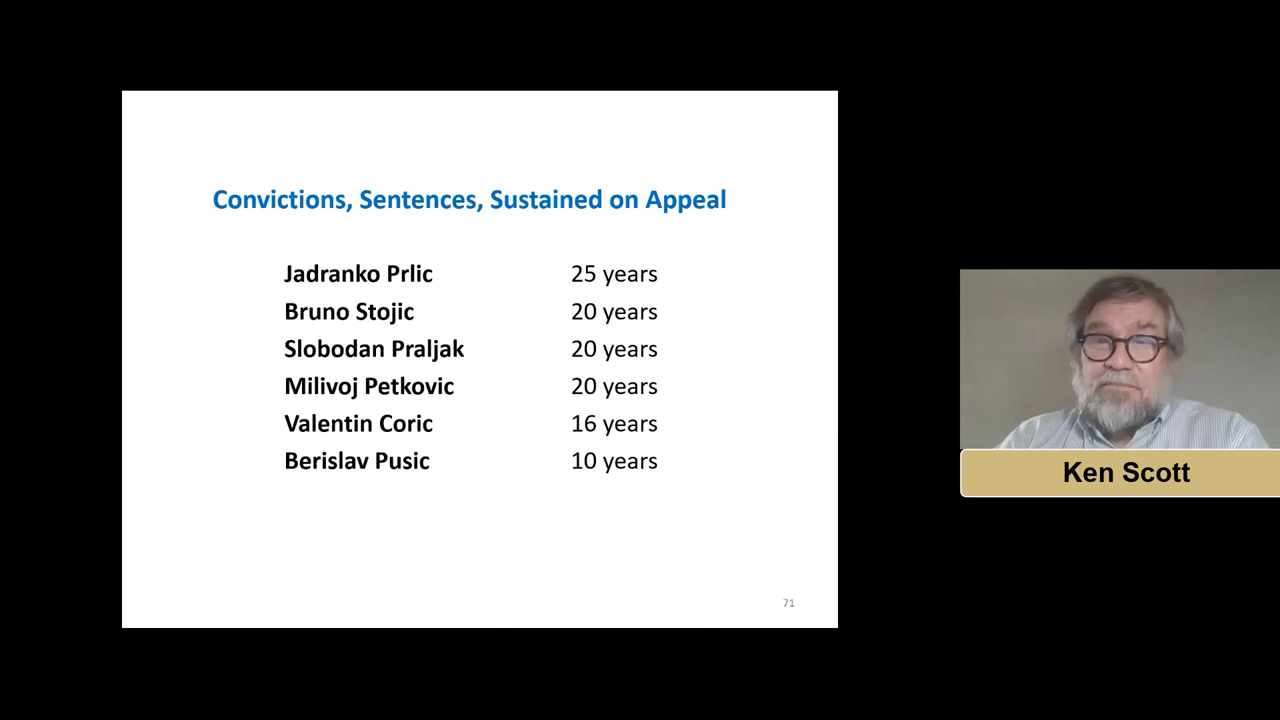 Convictions, Sentences, Sustained on Appeal
Jadranko Prlic 25 years
Bruno Stojic 20 years
Slobodan Praljak 20 years
Milivoj Petkovic 20 years
Valentin Coric 16 years
Berislav Pusic 10 years
71
Ken Scott